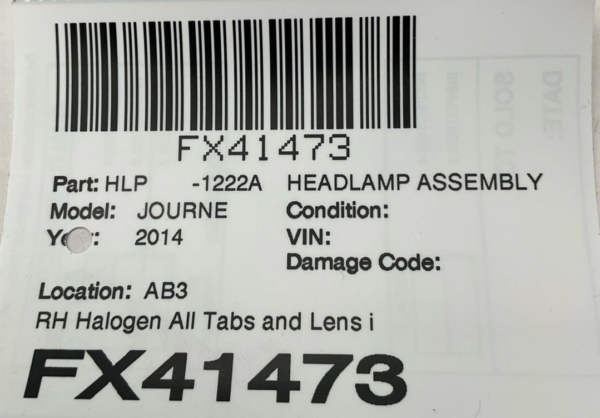 FX41473
Part: HLP -1222A HEADLAMP ASSEMBLY
Model: JOURNE Condition:
2014 VIN:
Damage Code:
Location: AB3
RH Halogen All Tabs and Lens i
FX41473